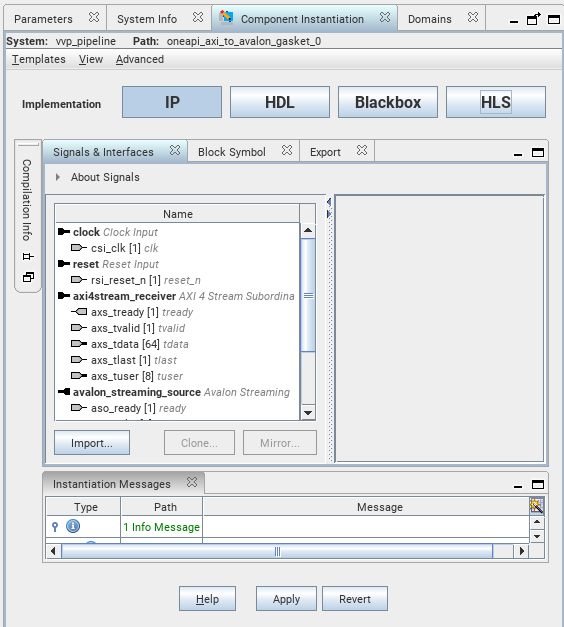 Parameters System Info Component Instantiation Domains
System: vvp_pipeline Path: oneapi_axi_to_avalon_gasket_0
Templates View Advanced
Implementation IP HDL Blackbox HLS
Compilation Info
Signals & Interfaces Block Symbol Export
About Signals
Name
clock Clock Input
csi_clk [1] clk
reset Reset Input
rsi_reset_n [1] reset_n
axi4stream_receiver AXI 4 Stream Subordina
axs_tready [1] tready
axs_tvalid [1] tvalid
axs_tdata [64] tdata
axs_tlast [1] tlast
axs_tuser [8] tuser
avalon_streaming_source Avalon Streaming
aso_ready [1] ready
Import... Clone... Mirror...
Instantiation Messages
Type Path Message
1 Info Message
Help Apply Revert